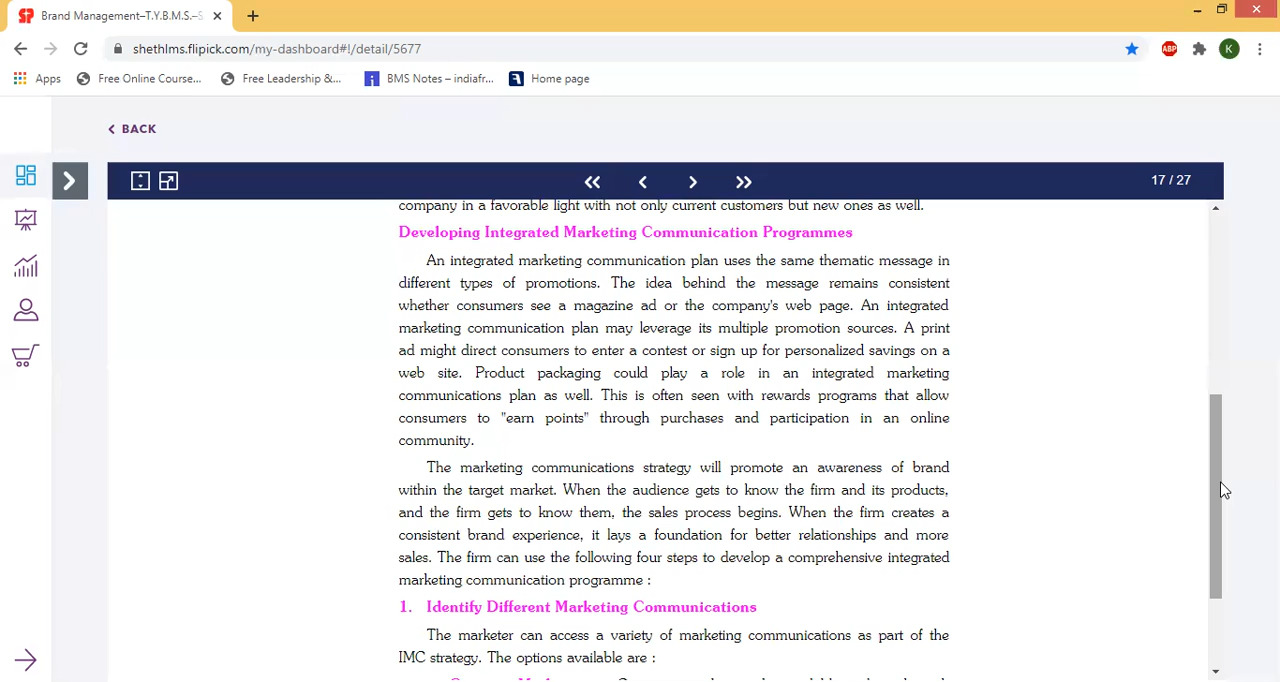 Brand Management–T.Y.B.M.S.–S
shethlms.flipick.com/my-dashboard#!/detail/5677
ABP
K
Apps
Free Online Course...
Free Leadership &...
BMS Notes – indiafr...
Home page
BACK
17 / 27
company in a favorable light with not only current customers but new ones as well.
Developing Integrated Marketing Communication Programmes
An integrated marketing communication plan uses the same thematic message in
different types of promotions. The idea behind the message remains consistent
whether consumers see a magazine ad or the company's web page. An integrated
marketing communication plan may leverage its multiple promotion sources. A print
ad might direct consumers to enter a contest or sign up for personalized savings on a
web site. Product packaging could play a role in an integrated marketing
communications plan as well. This is often seen with rewards programs that allow
consumers to "earn points" through purchases and participation in an online
community.
The marketing communications strategy will promote an awareness of brand
within the target market. When the audience gets to know the firm and its products,
and the firm gets to know them, the sales process begins. When the firm creates a
consistent brand experience, it lays a foundation for better relationships and more
sales. The firm can use the following four steps to develop a comprehensive integrated
marketing communication programme :
1. Identify Different Marketing Communications
The marketer can access a variety of marketing communications as part of the
IMC strategy. The options available are :